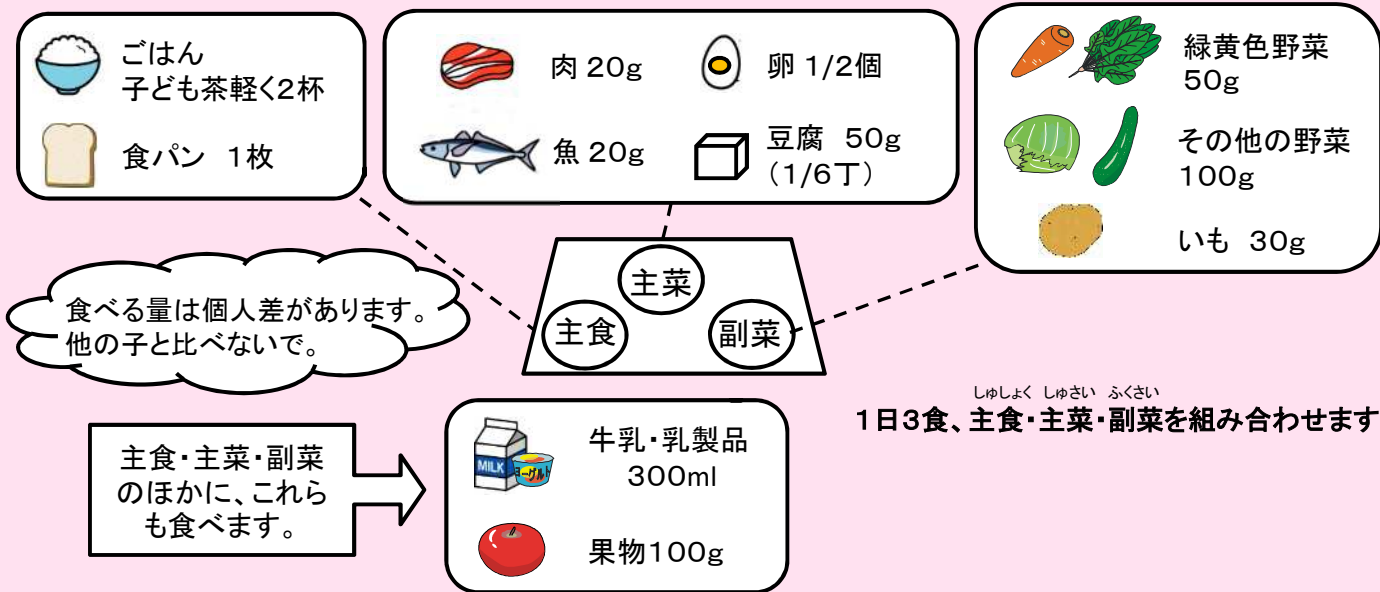 ごはん
子ども茶軽く2杯
食パン 1枚
肉 20g
卵 1/2個
魚 20g
豆腐 50g
(1/6丁)
緑黄色野菜
50g
その他の野菜
100g
いも 30g
主菜
主食
副菜
食べる量は個人差があります。
他の子と比べないで。
しゅしょく しゅさい ふくさい
1日3食、主食・主菜・副菜を組み合わせます
主食・主菜・副菜
のほかに、これら
も食べます。
MILK
ヨーグルト
牛乳・乳製品
300ml
果物100g